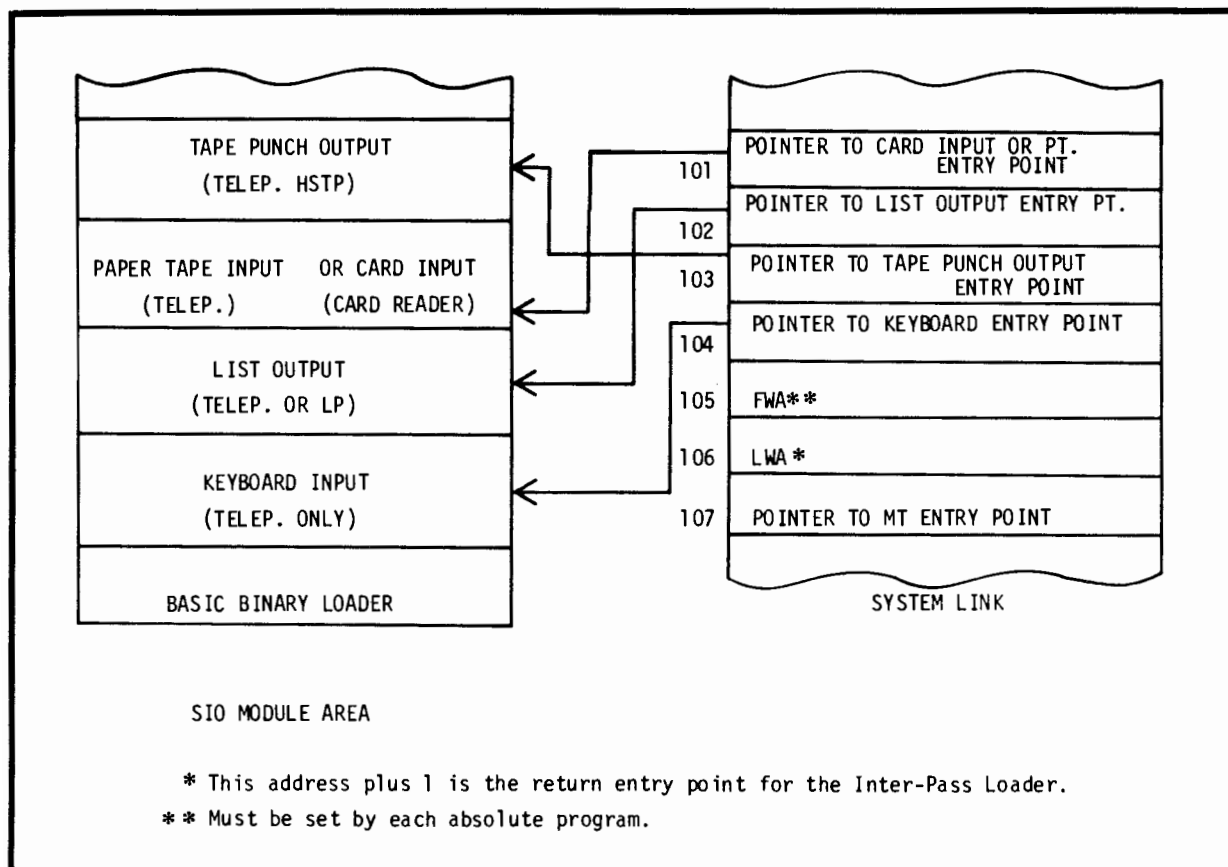 TAPE PUNCH OUTPUT
(TELEP. HSTP)
PAPER TAPE INPUT OR CARD INPUT
(TELEP.) (CARD READER)
LIST OUTPUT
(TELEP. OR LP)
KEYBOARD INPUT
(TELEP. ONLY)
BASIC BINARY LOADER
101 POINTER TO CARD INPUT OR PT.
ENTRY POINT
102 POINTER TO LIST OUTPUT ENTRY PT.
103 POINTER TO TAPE PUNCH OUTPUT
ENTRY POINT
104 POINTER TO KEYBOARD ENTRY POINT
105 FWA**
106 LWA*
107 POINTER TO MT ENTRY POINT
SYSTEM LINK
SIO MODULE AREA
* This address plus 1 is the return entry point for the Inter-Pass Loader.
** Must be set by each absolute program.